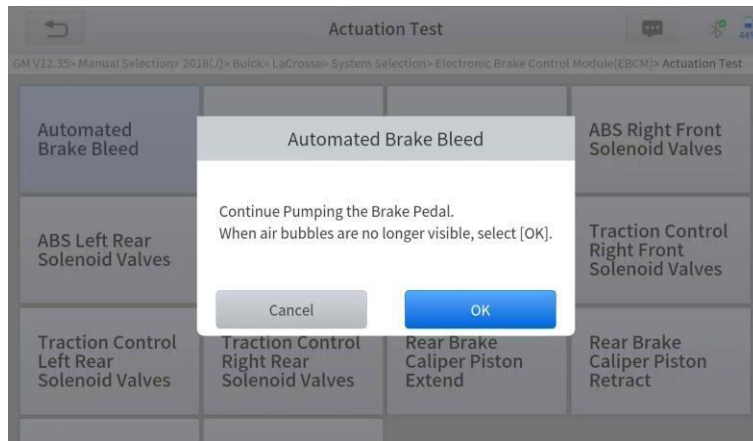 Actuation Test
GM V12.35> Manual Selection> 2018(J)> Buick> LaCrosse> System Selection> Electronic Brake Control Module(EBCM)> Actuation Test
Automated
Brake Bleed
ABS Right Front
Solenoid Valves
Automated Brake Bleed
Continue Pumping the Brake Pedal.
When air bubbles are no longer visible, select [OK].
Cancel
OK
ABS Left Rear
Solenoid Valves
Traction Control
Right Front
Solenoid Valves
Traction Control
Left Rear
Solenoid Valves
Traction Control
Right Rear
Solenoid Valves
Rear Brake
Caliper Piston
Extend
Rear Brake
Caliper Piston
Retract